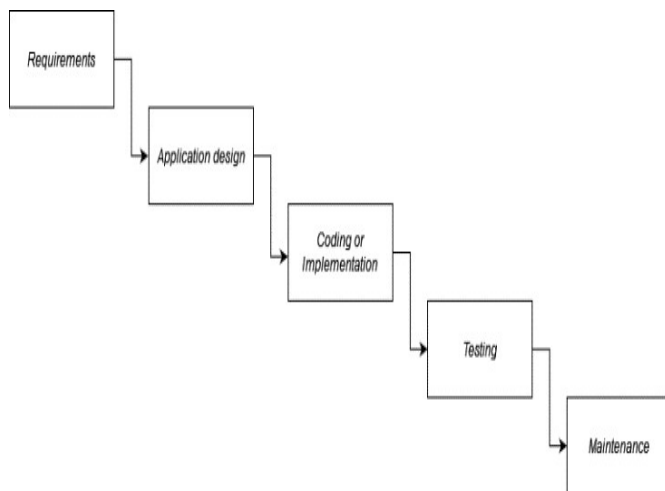 Requirements
Application design
Coding or
Implementation
Testing
Maintenance